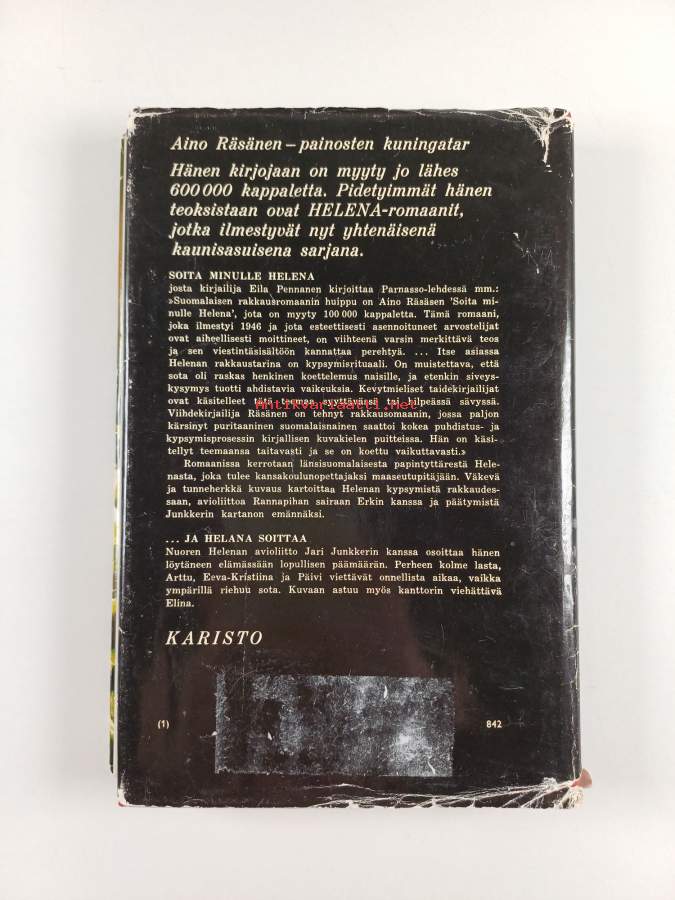 Aino Räsänen – painosten kuningatar
Hänen kirjojaan on myyty jo lähes
600 000 kappaletta. Pidetyimmät hänen
teoksistaan ovat HELENA-romaanit,
jotka ilmestyvät nyt yhtenäisenä
kaunisasuisena sarjana.
SOITA MINULLE HELENA
josta kirjailija Eila Pennanen kirjoittaa Parnasso-lehdessä mm.:
»Suomalaisen rakkausromaanin huippu on Aino Räsäsen 'Soita mi-
nulle Helena', jota on myyty 100 000 kappaletta. Tämä romaani,
joka ilmestyi 1946 ja jota esteettisesti asennoituneet arvostelijat
ovat aiheellisesti moittineet, on viihteenä varsin merkittävä teos
ja sen viestintäsisältöön kannattaa perehtyä. ... Itse asiassa
Helenan rakkaustarina on kypsymisrituaali. On muistettava, että
sota oli raskas henkinen koettelemus naisille, ja etenkin siveys-
kysymys tuotti ahdistavia vaikeuksia. Kevytmieliset taidekirjailijat
ovat käsitelleet tätä teemaa syyttävässä tai hilpeässä sävyssä.
Antikvariaatti.net
Viihdekirjailija Räsänen on tehnyt rakkausomaanin, jossa paljon
kärsinyt puritaaninen suomalaisnainen saattoi kokea puhdistus- ja
kypsymisprosessin kirjallisen kuvakielen puitteissa. Hän on käsi-
tellyt teemaansa taitavasti ja se on koettu vaikuttavasti.»
Romaanissa kerrotaan länsisuomalaisesta papintyttärestä Hele-
nasta, joka tulee kansakoulunopettajaksi maaseutupitäjään. Väkevä
ja tunneherkkä kuvaus kartoittaa Helenan kypsymistä rakkaudes-
saan, avioliittoa Rannapihan sairaan Erkin kanssa ja päätymistä
Junkkerin kartanon emännäksi.
... JA HELANA SOITTAA
Nuoren Helenan avioliitto Jari Junkkerin kanssa osoittaa hänen
löytäneen elämässään lopullisen päämäärän. Perheen kolme lasta,
Arttu, Eeva-Kristiina ja Päivi viettävät onnellista aikaa, vaikka
ympärillä riehuu sota. Kuvaan astuu myös kanttorin viehättävä
Elina.
KARISTO
(1) 842